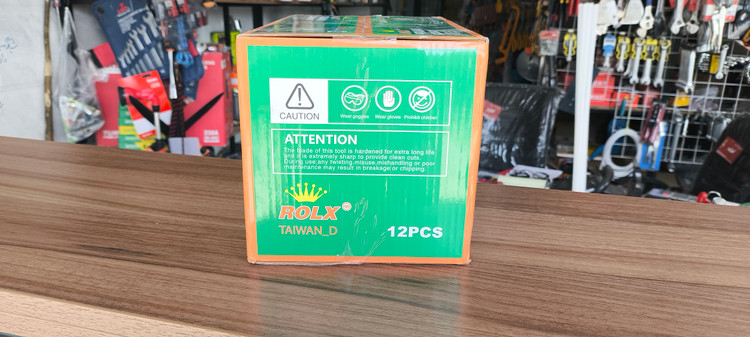 CAUTION
Wear goggles Wear gloves Prohibit children
ATTENTION
The blade of this tool is hardened for extra long life
and it is extremely sharp to provide clean cuts.
During use;any twisting,misuse,mishandling or poor
maintenance may result in breakage;or chipping.
ROLX
TAIWAN_D
12PCS